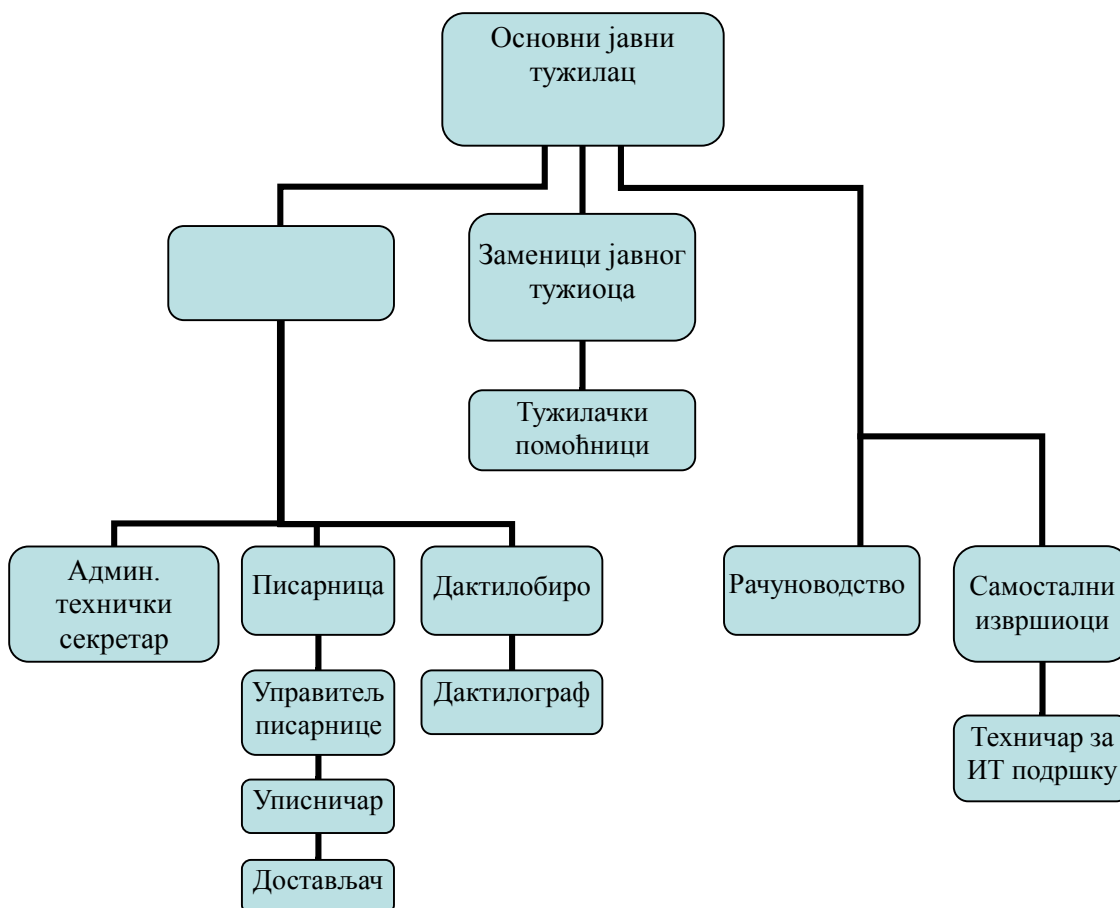 Основни јавни
тужилац
Заменици јавног
тужиоца
Тужилачки
помоћници
Админ.
технички
секретар
Писарница
Дактилобиро
Рачуноводство
Самостални
извршиоци
Управитељ
писарнице
Дактилограф
Техничар за
ИТ подршку
Уписничар
Достављач